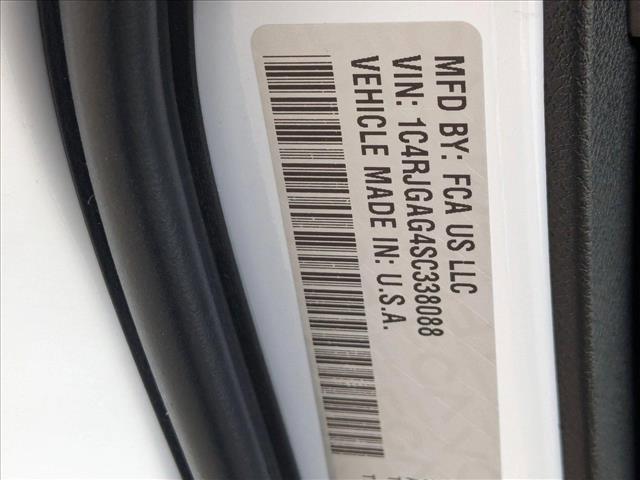 MFD BY: FCA US LLC
VIN: 1C4RJGAG4SC338088
VEHICLE MADE IN: U.S.A.